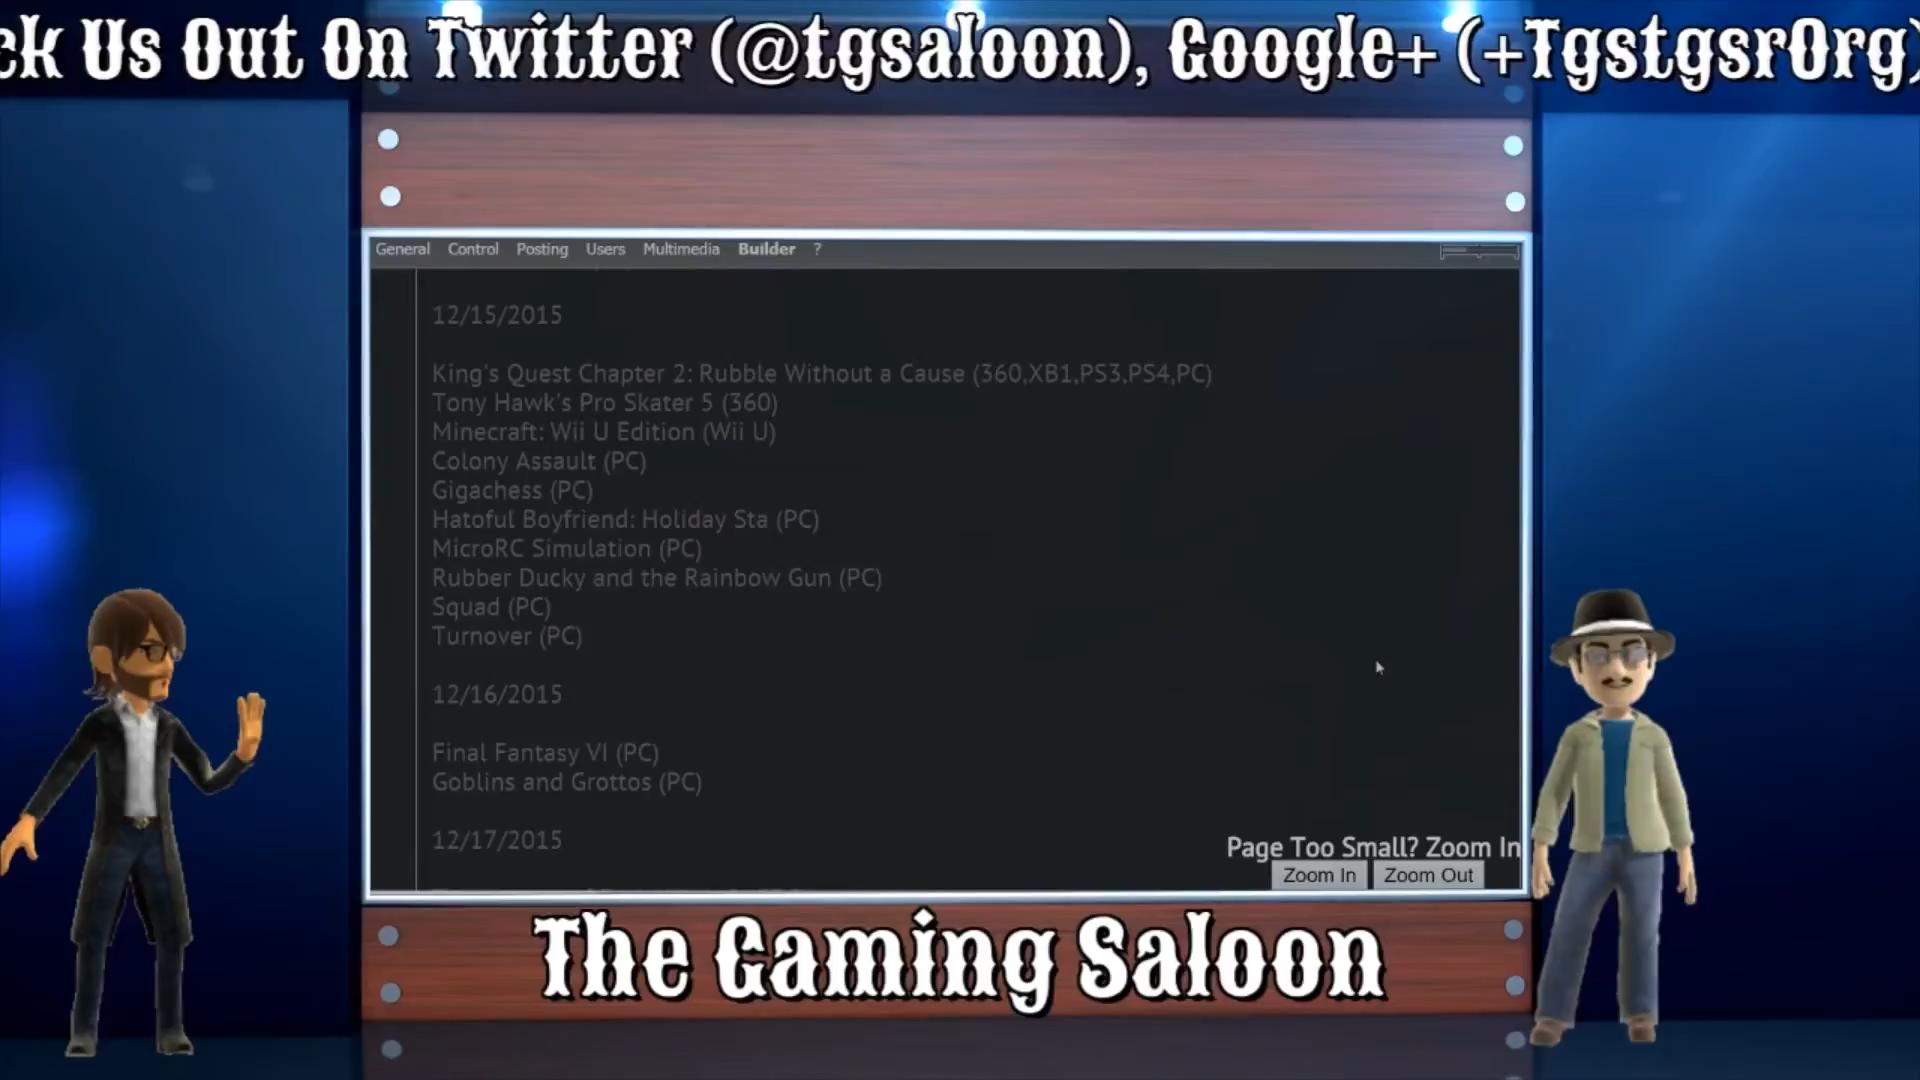 ck Us Out On Twitter (@tgsaloon), Google+ (+TgstgsrOrg)
General Control Posting Users Multimedia Builder ?
12/15/2015
King's Quest Chapter 2: Rubble Without a Cause (360,XB1,PS3,PS4,PC)
Tony Hawk's Pro Skater 5 (360)
Minecraft: Wii U Edition (Wii U)
Colony Assault (PC)
Gigachess (PC)
Hatoful Boyfriend: Holiday Sta (PC)
MicroRC Simulation (PC)
Rubber Ducky and the Rainbow Gun (PC)
Squad (PC)
Turnover (PC)
12/16/2015
Final Fantasy VI (PC)
Goblins and Grottos (PC)
12/17/2015
Page Too Small? Zoom In
Zoom In Zoom Out
The Gaming Saloon